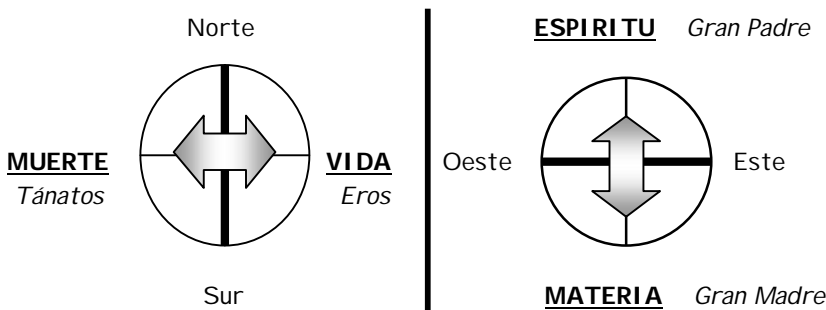 Norte
MUERTE VIDA
Tánatos Eros
Sur
ESPIRITU Gran Padre
Oeste Este
MATERIA Gran Madre